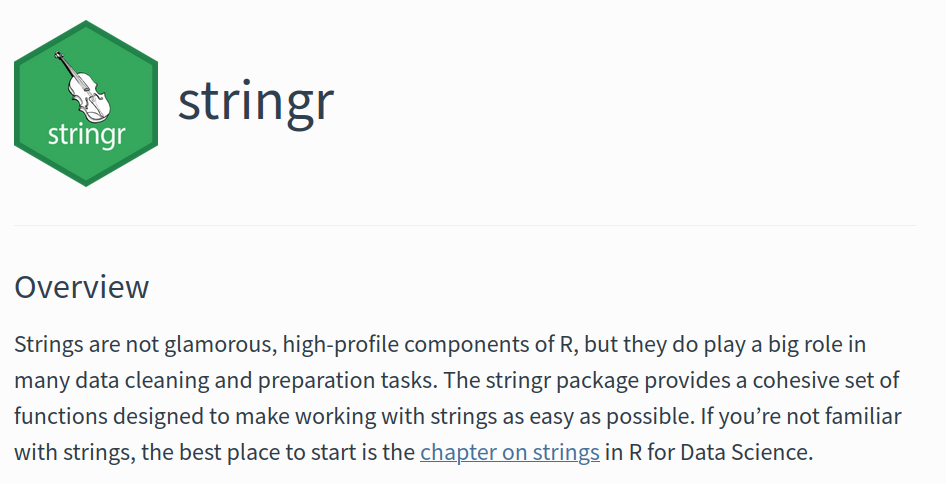 stringr
stringr
Overview
Strings are not glamorous, high-profile components of R, but they do play a big role in
many data cleaning and preparation tasks. The stringr package provides a cohesive set of
functions designed to make working with strings as easy as possible. If you’re not familiar
with strings, the best place to start is the chapter on strings in R for Data Science.